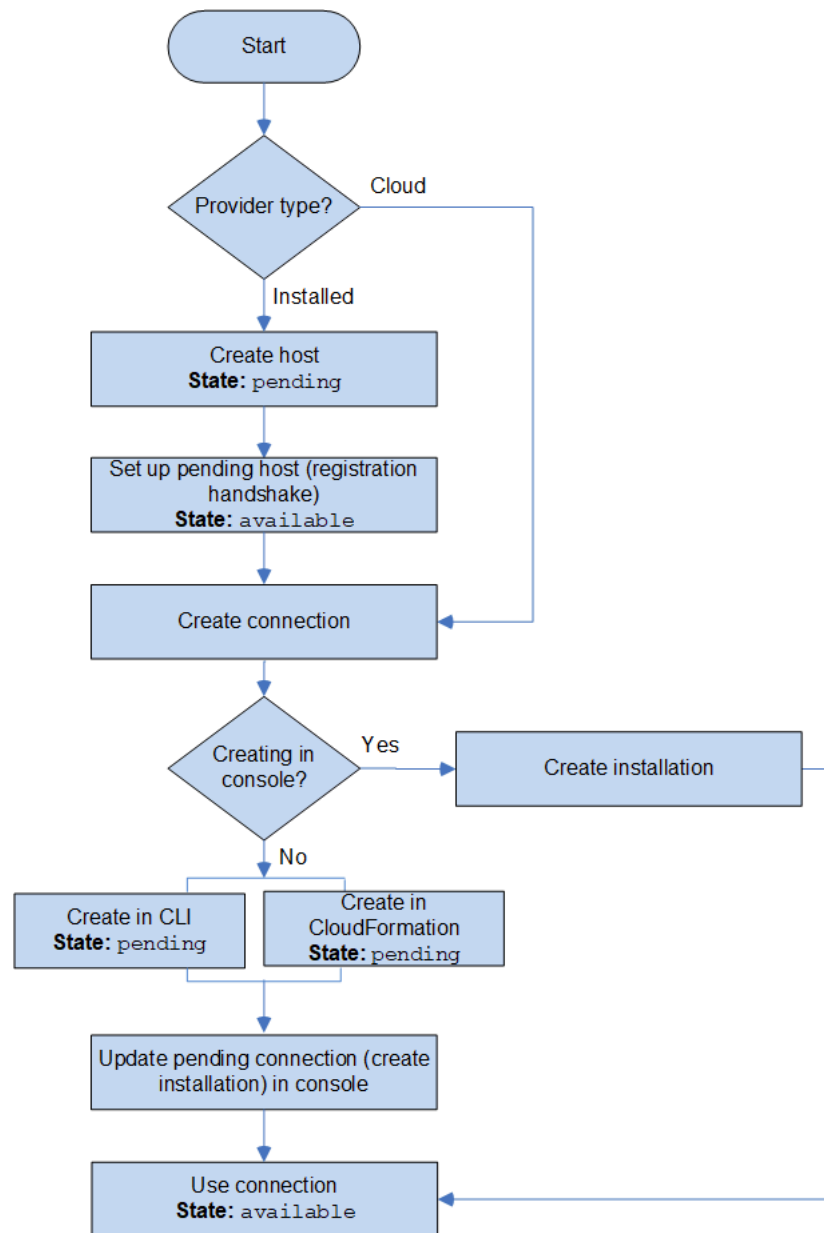 Start
Provider type?
Cloud
Installed
Create host
State: pending
Set up pending host (registration
handshake)
State: available
Create connection
Creating in
console?
Yes
Create installation
No
Create in CLI
State: pending
Create in
CloudFormation
State: pending
Update pending connection (create
installation) in console
Use connection
State: available